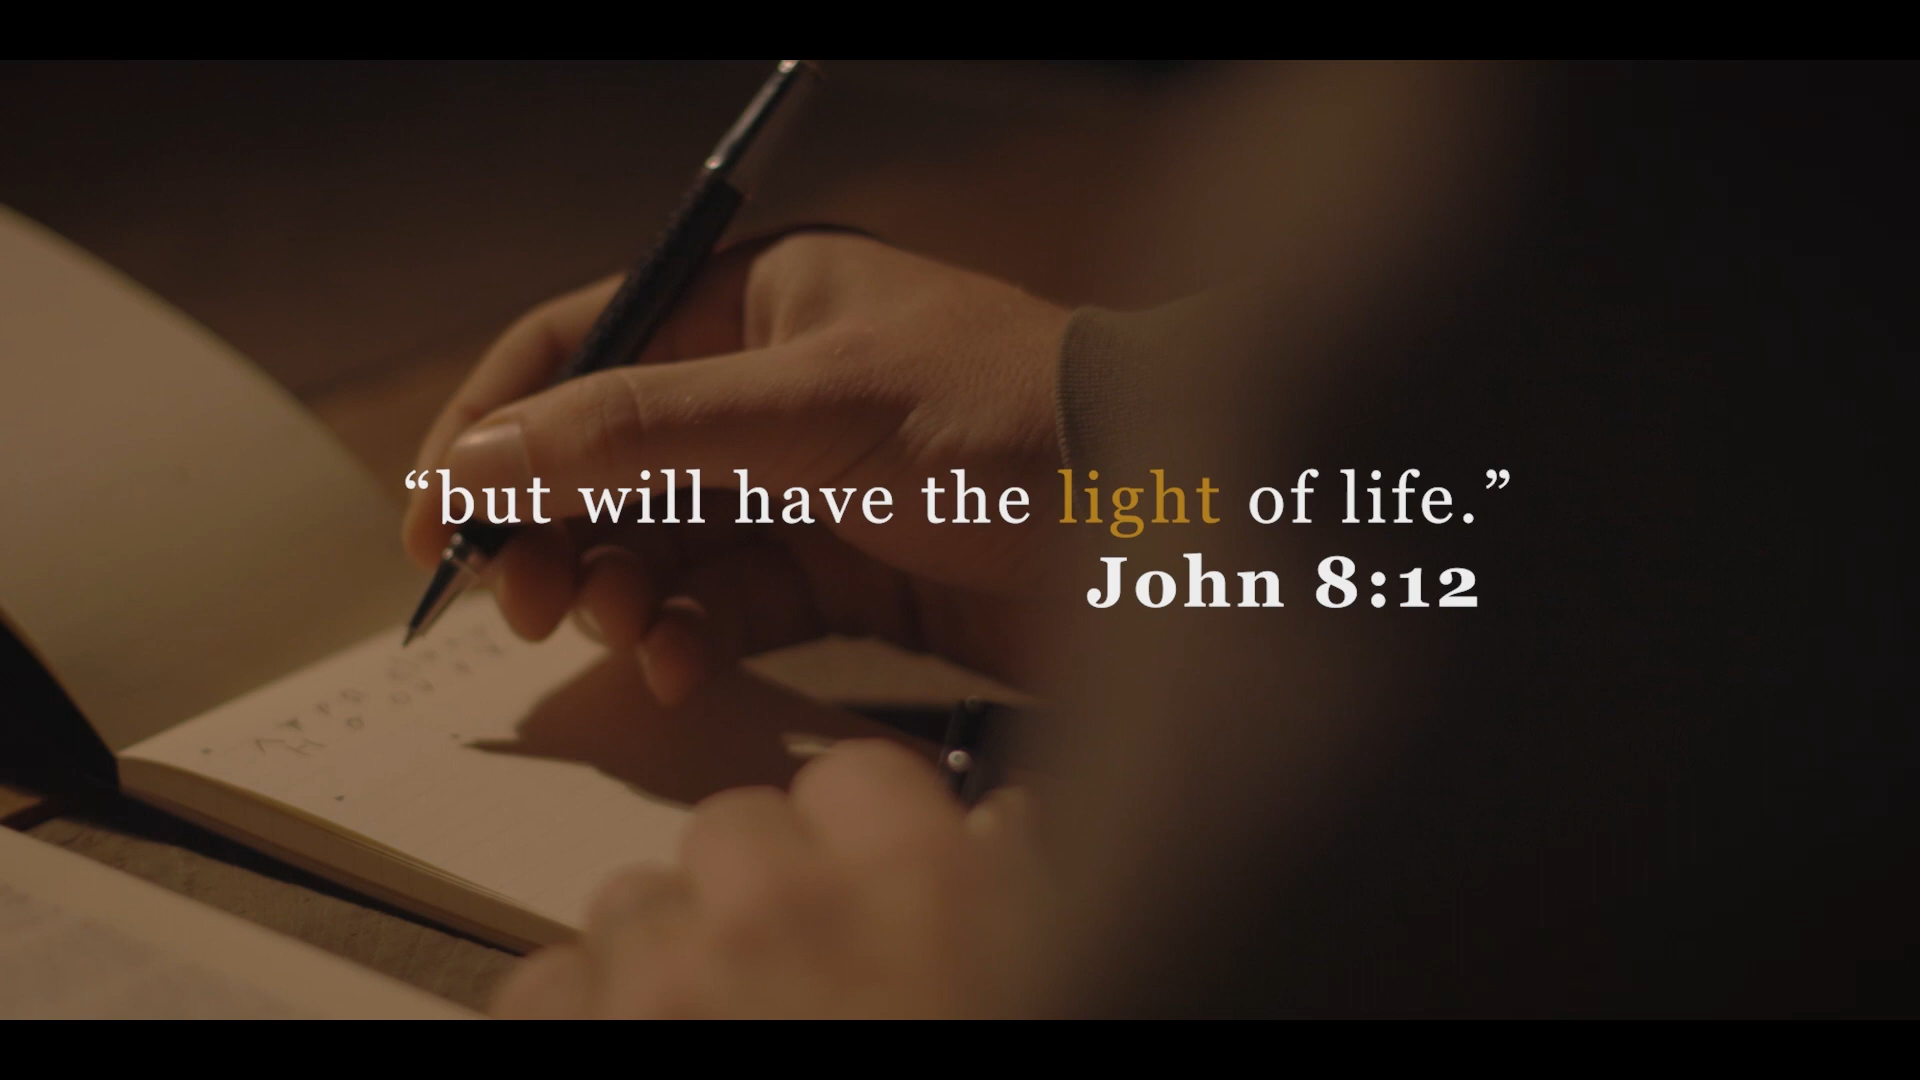 “but will have the light of life.”
John 8:12